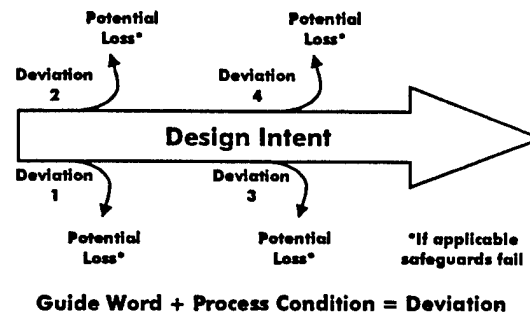 Potential
Loss*
Potential
Loss*
Deviation
2
Deviation
4
Design Intent
Deviation
1
Deviation
3
Potential
Loss*
Potential
Loss*
*If applicable
safeguards fail
Guide Word + Process Condition = Deviation